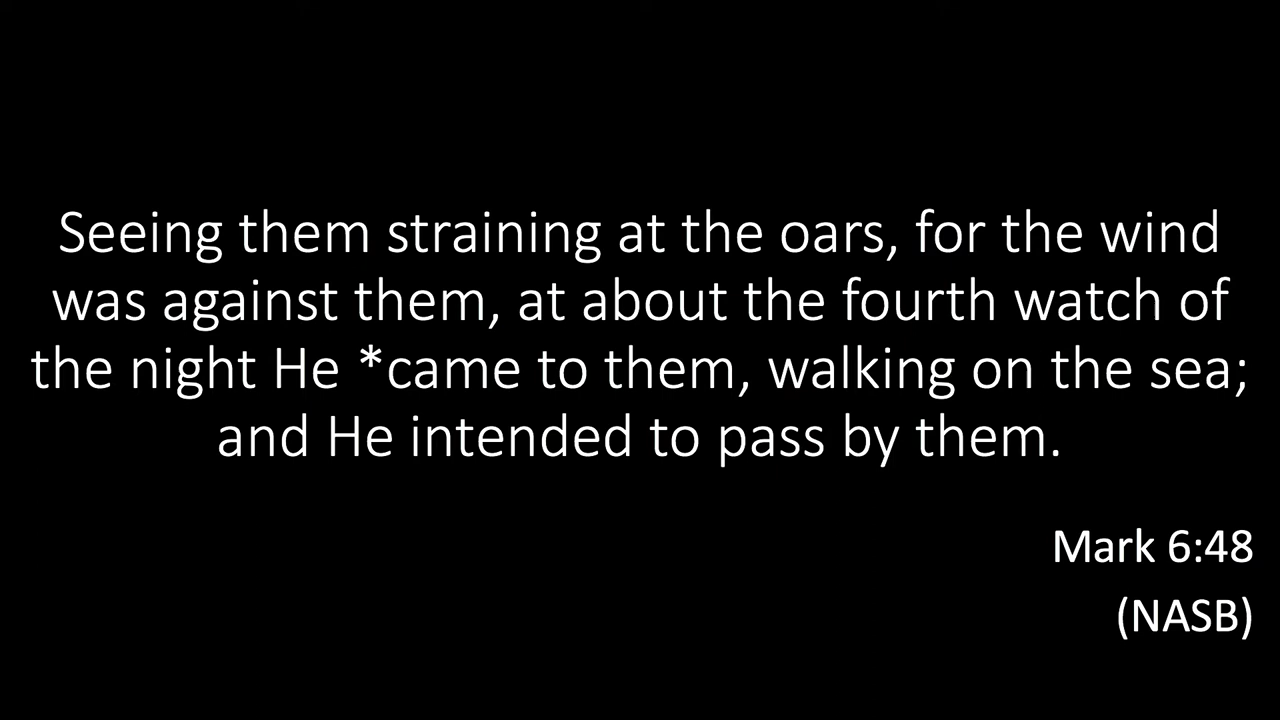 Seeing them straining at the oars, for the wind
was against them, at about the fourth watch of
the night He *came to them, walking on the sea;
and He intended to pass by them.
Mark 6:48
(NASB)